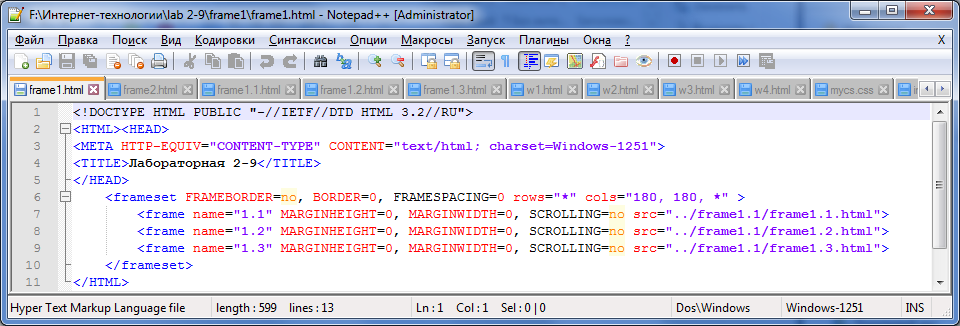 F:\Интернет-технологии\lab 2-9\frame1\frame1.html - Notepad++ [Administrator]
Файл Правка Поиск Вид Кодировки Синтаксисы Опции Макросы Запуск Плагины Окна ?
frame1.html frame2.html frame1.1.html frame1.2.html frame1.3.html w1.html w2.html w3.html w4.html mycs.css
1 <!DOCTYPE HTML PUBLIC "-//IETF//DTD HTML 3.2//RU">
2 <HTML><HEAD>
3 <META HTTP-EQUIV="CONTENT-TYPE" CONTENT="text/html; charset=Windows-1251">
4 <TITLE>Лабораторная 2-9</TITLE>
5 </HEAD>
6 <frameset FRAMEBORDER=no, BORDER=0, FRAMESPACING=0 rows="*" cols="180, 180, *" >
7 <frame name="1.1" MARGINHEIGHT=0, MARGINWIDTH=0, SCROLLING=no src="../frame1.1/frame1.1.html">
8 <frame name="1.2" MARGINHEIGHT=0, MARGINWIDTH=0, SCROLLING=no src="../frame1.1/frame1.2.html">
9 <frame name="1.3" MARGINHEIGHT=0, MARGINWIDTH=0, SCROLLING=no src="../frame1.1/frame1.3.html">
10 </frameset>
11 </HTML>
Hyper Text Markup Language file length : 599 lines : 13 Ln : 1 Col : 1 Sel : 0 | 0 Dos\Windows Windows-1251 INS